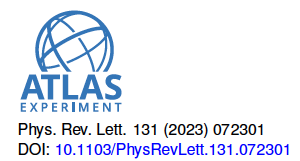 ATLAS
EXPERIMENT
Phys. Rev. Lett. 131 (2023) 072301
DOI: 10.1103/PhysRevLett.131.072301